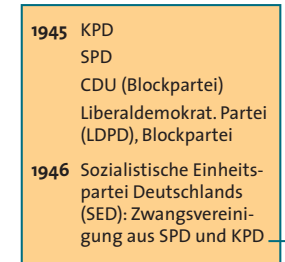 1945 KPD
SPD
CDU (Blockpartei)
Liberaldemokrat. Partei
(LDPD), Blockpartei
1946 Sozialistische Einheits-
partei Deutschlands
(SED): Zwangsvereini-
gung aus SPD und KPD